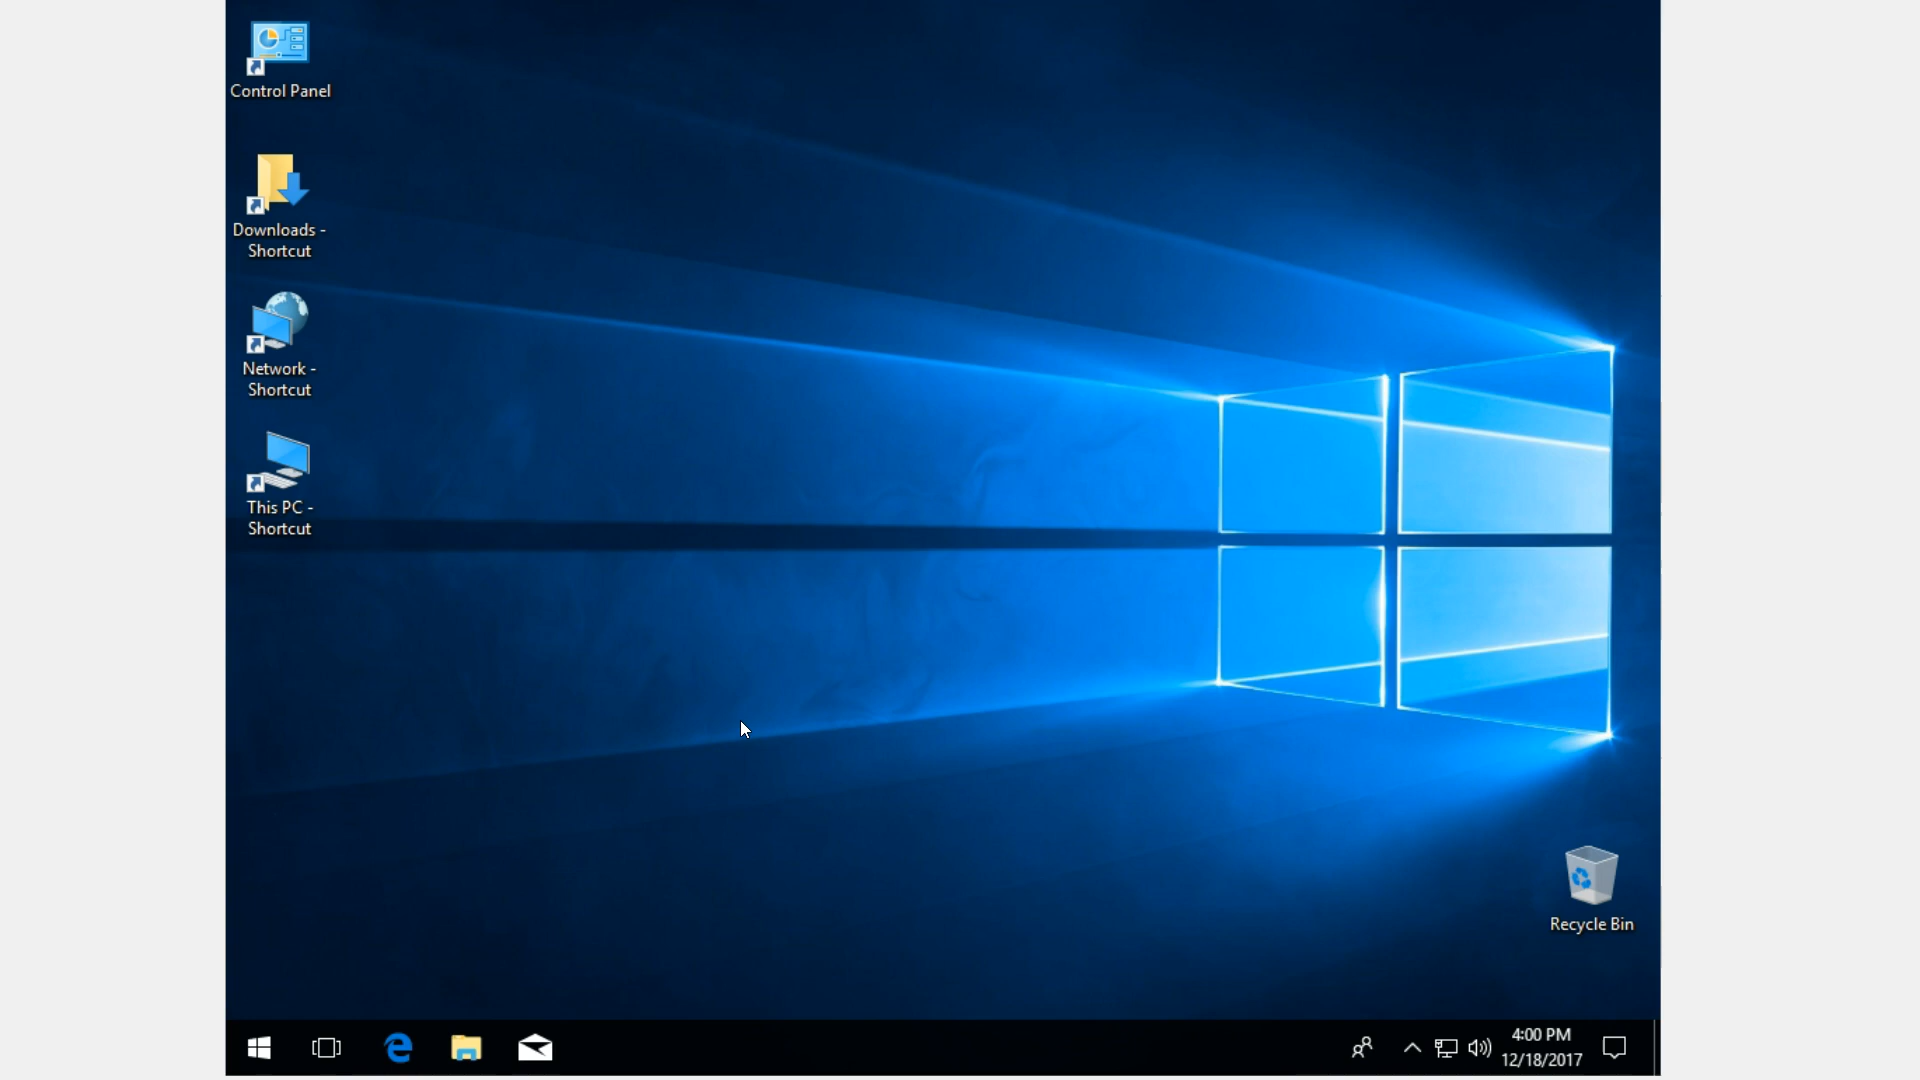 Control Panel
Downloads -
Shortcut
Network -
Shortcut
This PC -
Shortcut
Recycle Bin
4:00 PM
12/18/2017